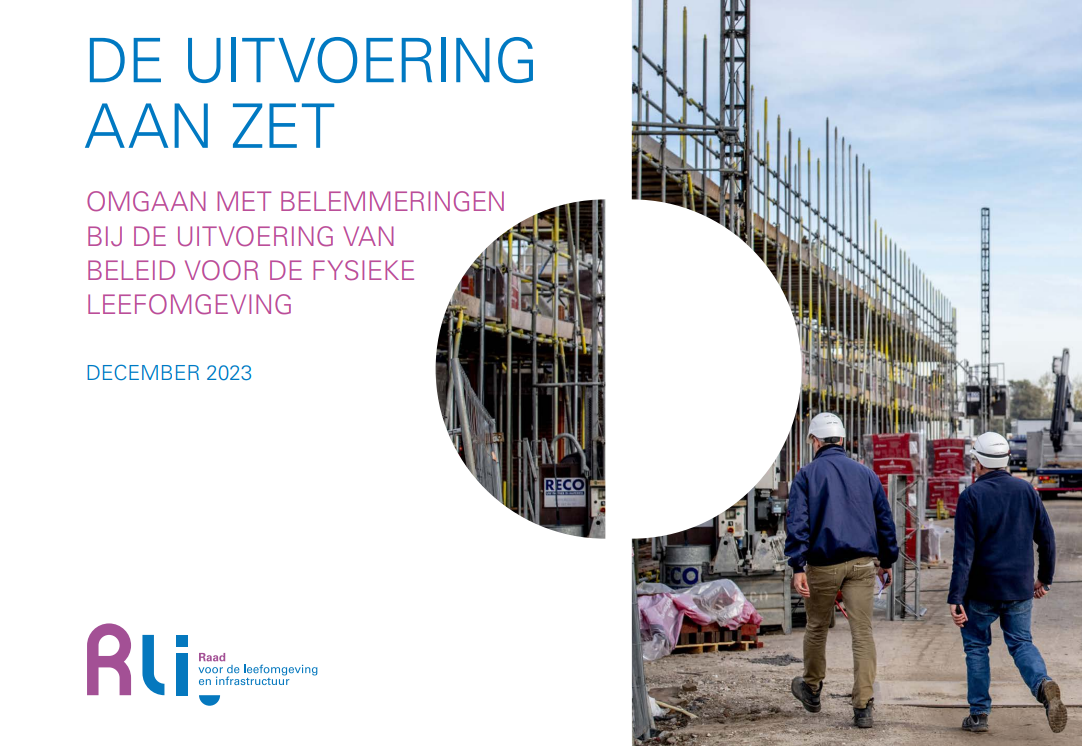 DE UITVOERING
AAN ZET
OMGAAN MET BELEMMERINGEN
BIJ DE UITVOERING VAN
BELEID VOOR DE FYSIEKE
LEEFOMGEVING
DECEMBER 2023
RECO
ECO
Rli
Raad
voor de leefomgeving
en infrastructuur